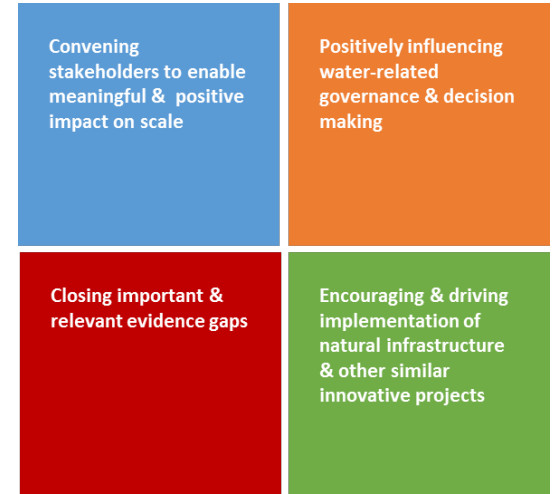 Convening
stakeholders to enable
meaningful & positive
impact on scale
Positively influencing
water-related
governance & decision
making
Closing important &
relevant evidence gaps
Encouraging & driving
implementation of
natural infrastructure
& other similar
innovative projects